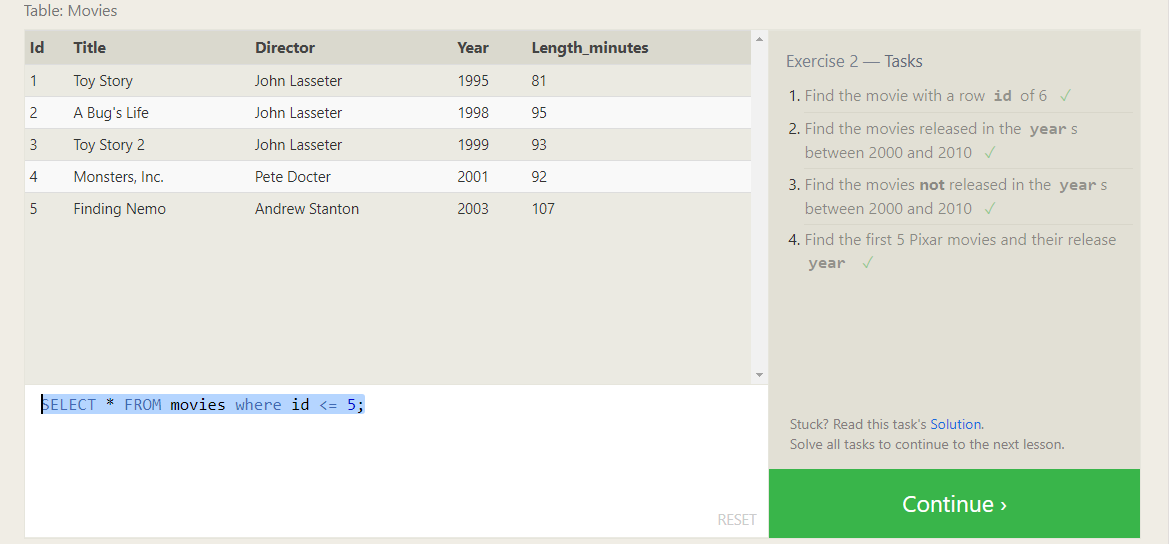 Table: Movies
Id Title Director Year Length_minutes
1 Toy Story John Lasseter 1995 81
2 A Bug's Life John Lasseter 1998 95
3 Toy Story 2 John Lasseter 1999 93
4 Monsters, Inc. Pete Docter 2001 92
5 Finding Nemo Andrew Stanton 2003 107
SELECT * FROM movies where id <= 5;
RESET
Exercise 2 — Tasks
1. Find the movie with a row id of 6 ✓
2. Find the movies released in the year s
between 2000 and 2010 ✓
3. Find the movies not released in the year s
between 2000 and 2010 ✓
4. Find the first 5 Pixar movies and their release
year ✓
Stuck? Read this task's Solution.
Solve all tasks to continue to the next lesson.
Continue ›